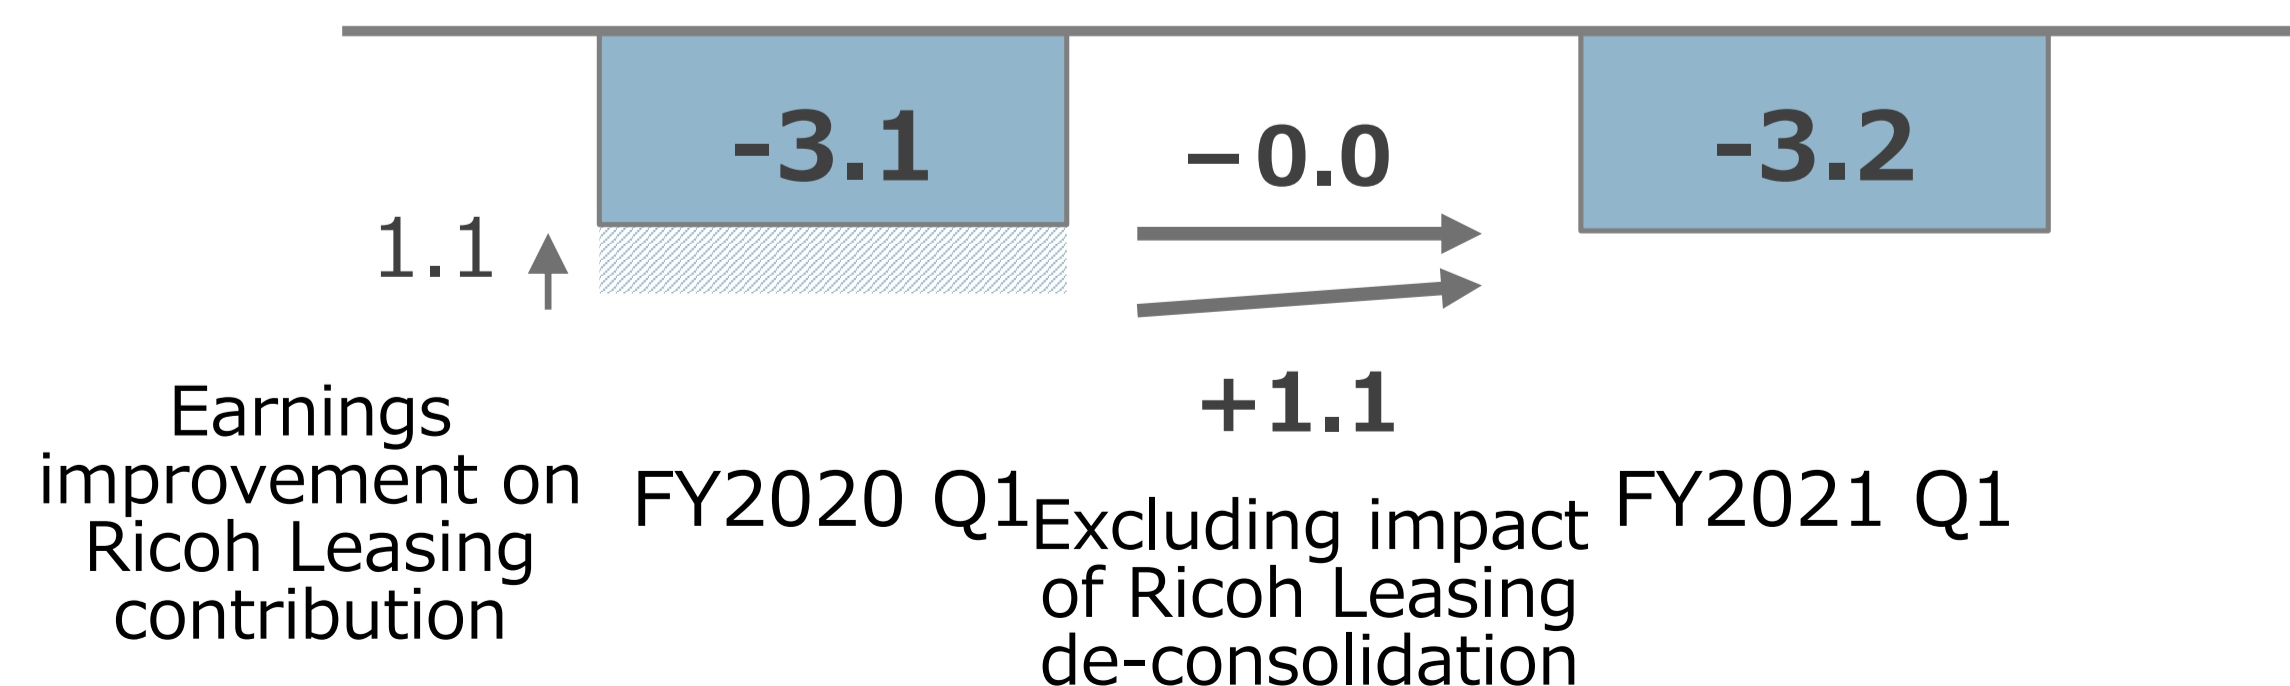 -3.1
−0.0
-3.2
1.1
+1.1
Earnings
improvement on
Ricoh Leasing
contribution
FY2020 Q1
Excluding impact
of Ricoh Leasing
de-consolidation
FY2021 Q1